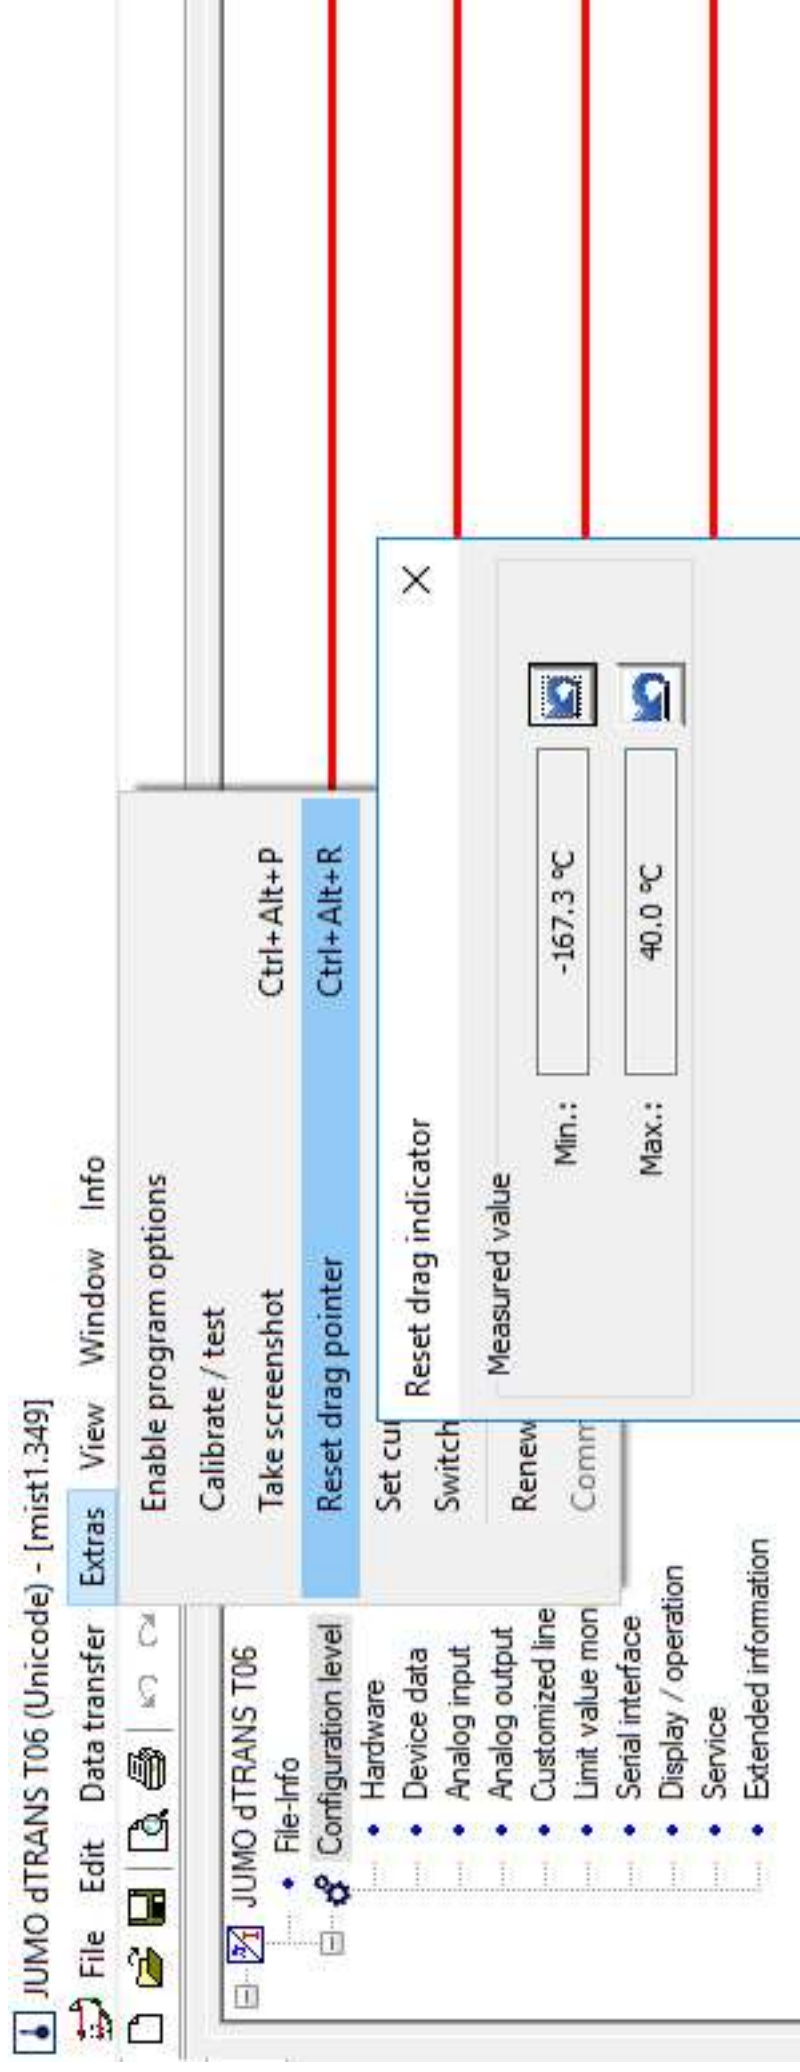 JUMO dTRANS T06 (Unicode) - [mist1.349]
File Edit Data transfer Extras View Window Info
Enable program options
Calibrate / test
Take screenshot Ctrl+Alt+P
Reset drag pointer Ctrl+Alt+R
Set cu
Switch
Renew
Comm
JUMO dTRANS T06
File-Info
Configuration level
Hardware
Device data
Analog input
Analog output
Customized line
Limit value mon
Serial interface
Display / operation
Service
Extended information
Reset drag indicator
Measured value
Min.: -167.3 °C
Max.: 40.0 °C